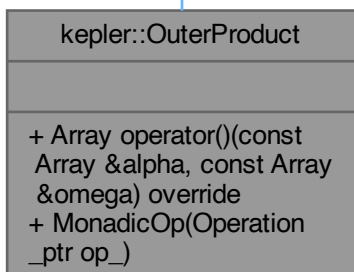 kepler::OuterProduct
+ Array operator()(const
Array &alpha, const Array
&omega) override
+ MonadicOp(Operation
_ptr op_)